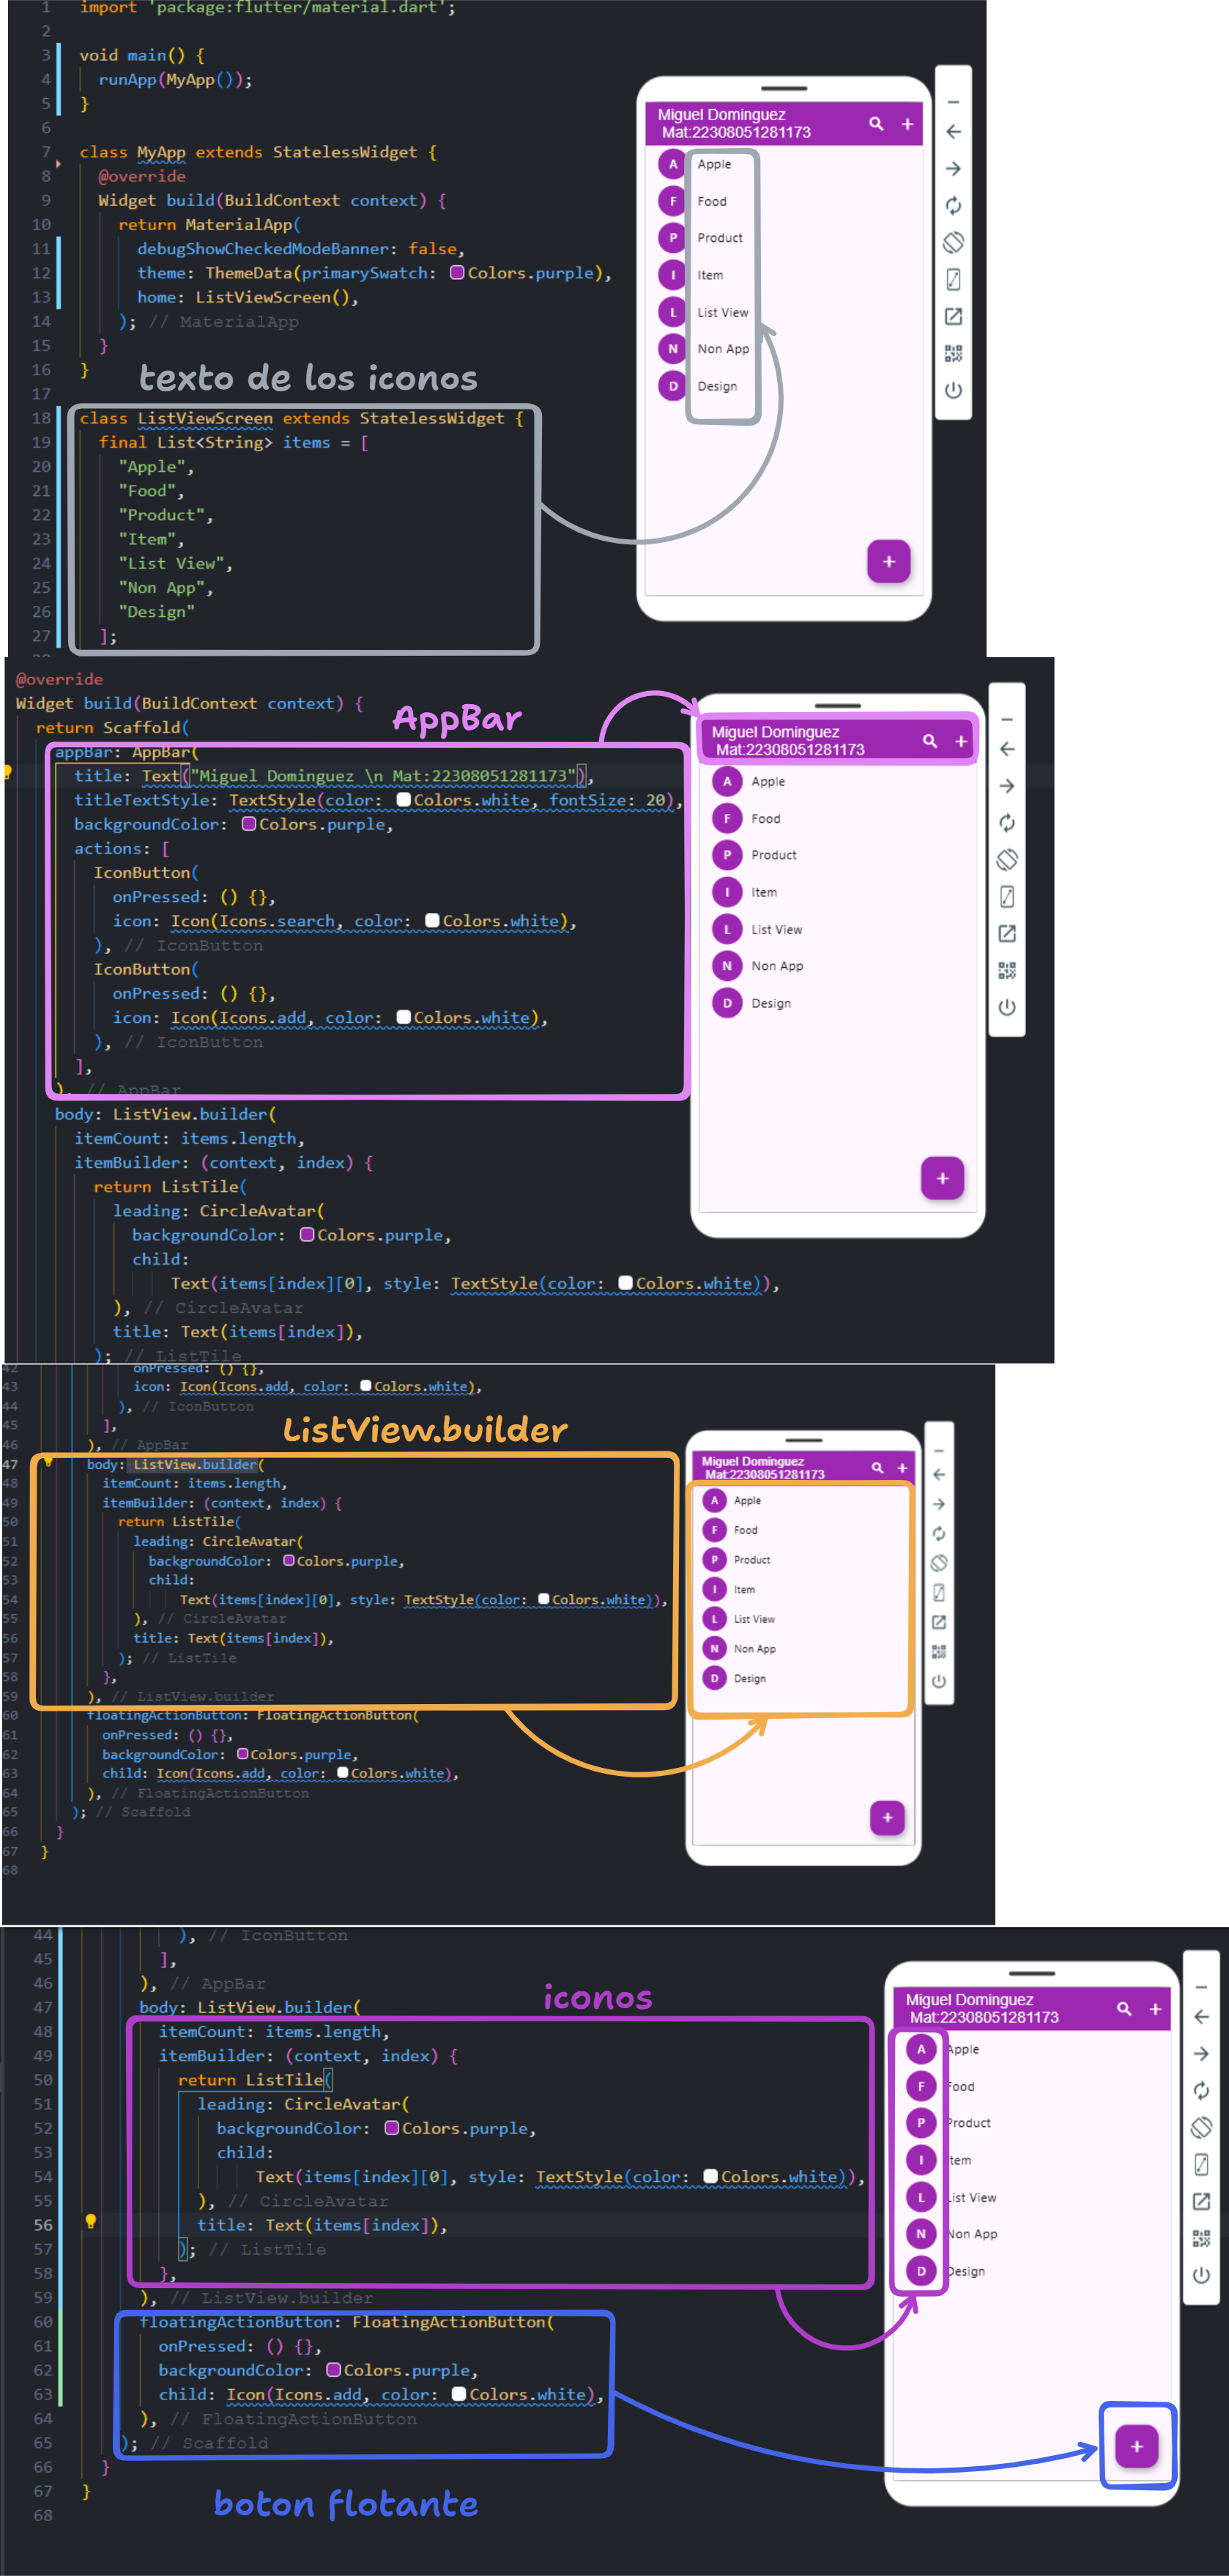 1 import 'package:flutter/material.dart';
2
3 void main() {
4 runApp(MyApp());
5 }
6
7 class MyApp extends StatelessWidget {
8 @override
9 Widget build(BuildContext context) {
10 return MaterialApp(
11 debugShowCheckedModeBanner: false,
12 theme: ThemeData(primarySwatch: Colors.purple),
13 home: ListViewScreen(),
14 ); // MaterialApp
15 }
16 }
17
texto de los iconos
18 class ListViewScreen extends StatelessWidget {
19 final List<String> items = [
20 "Apple",
21 "Food",
22 "Product",
23 "Item",
24 "List View",
25 "Non App",
26 "Design"
27 ];
Miguel Dominguez
Mat:22308051281173
A Apple
F Food
P Product
I Item
L List View
N Non App
D Design
@override
Widget build(BuildContext context) {
return Scaffold(
AppBar
appBar: AppBar(
title: Text("Miguel Dominguez \n Mat:22308051281173"),
titleTextStyle: TextStyle(color: Colors.white, fontSize: 20),
backgroundColor: Colors.purple,
actions: [
IconButton(
onPressed: () {},
icon: Icon(Icons.search, color: Colors.white),
), // IconButton
IconButton(
onPressed: () {},
icon: Icon(Icons.add, color: Colors.white),
), // IconButton
],
), // AppBar
body: ListView.builder(
itemCount: items.length,
itemBuilder: (context, index) {
return ListTile(
leading: CircleAvatar(
backgroundColor: Colors.purple,
child:
Text(items[index][0], style: TextStyle(color: Colors.white)),
), // CircleAvatar
title: Text(items[index]),
); // ListTile
Miguel Dominguez
Mat:22308051281173
A Apple
F Food
P Product
I Item
L List View
N Non App
D Design
42 onPressed: () {},
43 icon: Icon(Icons.add, color: Colors.white),
44 ), // IconButton
45 ],
46 ), // AppBar
ListView.builder
47 body: ListView.builder(
48 itemCount: items.length,
49 itemBuilder: (context, index) {
50 return ListTile(
51 leading: CircleAvatar(
52 backgroundColor: Colors.purple,
53 child:
54 Text(items[index][0], style: TextStyle(color: Colors.white)),
55 ), // CircleAvatar
56 title: Text(items[index]),
57 ); // ListTile
58 },
59 ), // ListView.builder
60 floatingActionButton: FloatingActionButton(
61 onPressed: () {},
62 backgroundColor: Colors.purple,
63 child: Icon(Icons.add, color: Colors.white),
64 ), // FloatingActionButton
65 ); // Scaffold
66 }
67 }
68
Miguel Dominguez
Mat:22308051281173
A Apple
F Food
P Product
I Item
L List View
N Non App
D Design
44 ), // IconButton
45 ],
46 ), // AppBar
iconos
47 body: ListView.builder(
48 itemCount: items.length,
49 itemBuilder: (context, index) {
50 return ListTile(
51 leading: CircleAvatar(
52 backgroundColor: Colors.purple,
53 child:
54 Text(items[index][0], style: TextStyle(color: Colors.white)),
55 ), // CircleAvatar
56 title: Text(items[index]),
57 ); // ListTile
58 },
59 ), // ListView.builder
60 floatingActionButton: FloatingActionButton(
61 onPressed: () {},
62 backgroundColor: Colors.purple,
63 child: Icon(Icons.add, color: Colors.white),
64 ), // FloatingActionButton
65 ); // Scaffold
66 }
67 }
68
boton flotante
Miguel Dominguez
Mat:22308051281173
A Apple
F Food
P Product
I Item
L List View
N Non App
D Design